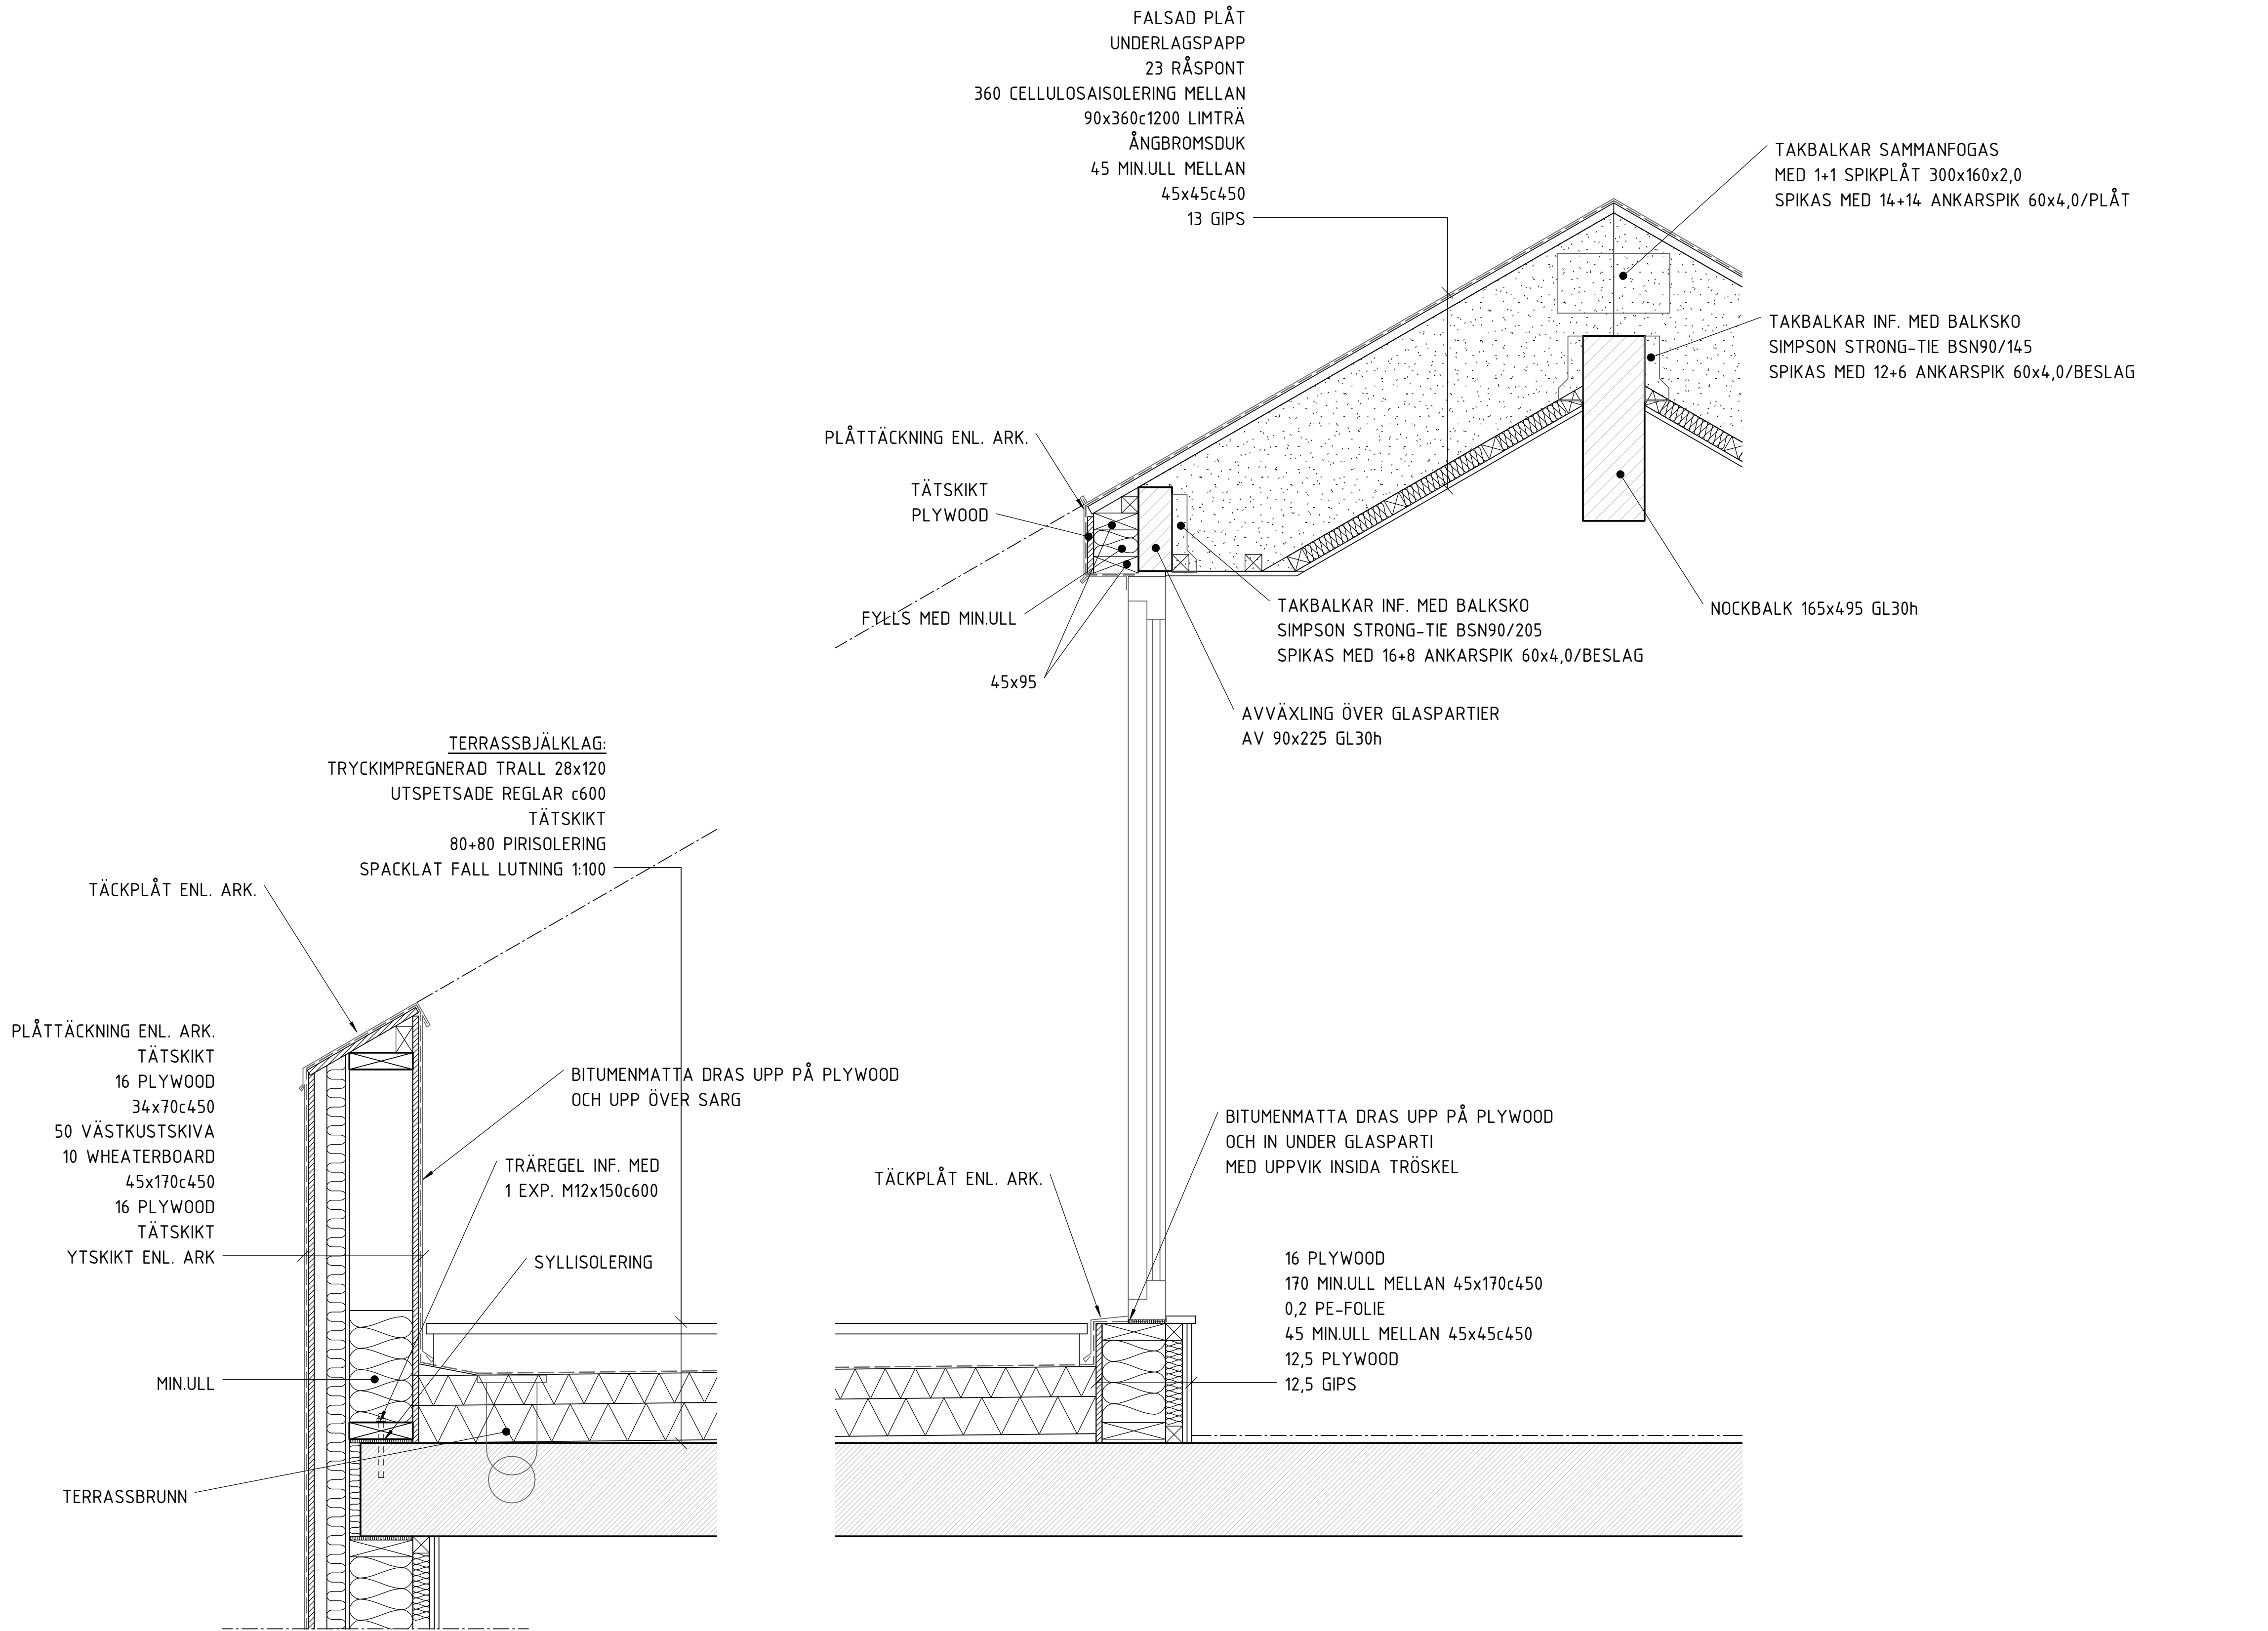 FALSAD PLÅT
UNDERLAGSPAPP
23 RÅSPONT
360 CELLULOSAISOLERING MELLAN
90x360c1200 LIMTRÄ
ÅNGBROMSDUK
45 MIN.ULL MELLAN
45x45c450
13 GIPS
TAKBALKAR SAMMANFOGAS
MED 1+1 SPIKPLÅT 300x160x2,0
SPIKAS MED 14+14 ANKARSPIK 60x4,0/PLÅT
TAKBALKAR INF. MED BALKSKO
SIMPSON STRONG-TIE BSN90/145
SPIKAS MED 12+6 ANKARSPIK 60x4,0/BESLAG
PLÅTTÄCKNING ENL. ARK.
TÄTSKIKT
PLYWOOD
FYLLS MED MIN.ULL
45x95
TAKBALKAR INF. MED BALKSKO
SIMPSON STRONG-TIE BSN90/205
SPIKAS MED 16+8 ANKARSPIK 60x4,0/BESLAG
NOCKBALK 165x495 GL30h
AVVÄXLING ÖVER GLASPARTIER
AV 90x225 GL30h
TERRASSBJÄLKLAG:
TRYCKIMPREGNERAD TRALL 28x120
UTSPETSADE REGLAR c600
TÄTSKIKT
80+80 PIRISOLERING
SPACKLAT FALL LUTNING 1:100
TÄCKPLÅT ENL. ARK.
PLÅTTÄCKNING ENL. ARK.
TÄTSKIKT
16 PLYWOOD
34x70c450
50 VÄSTKUSTSKIVA
10 WHEATERBOARD
45x170c450
16 PLYWOOD
TÄTSKIKT
YTSKIKT ENL. ARK
BITUMENMATTA DRAS UPP PÅ PLYWOOD
OCH UPP ÖVER SARG
TRÄREGEL INF. MED
1 EXP. M12x150c600
SYLLISOLERING
MIN.ULL
TERRASSBRUNN
TÄCKPLÅT ENL. ARK.
BITUMENMATTA DRAS UPP PÅ PLYWOOD
OCH IN UNDER GLASPARTI
MED UPPVIK INSIDA TRÖSKEL
16 PLYWOOD
170 MIN.ULL MELLAN 45x170c450
0,2 PE-FOLIE
45 MIN.ULL MELLAN 45x45c450
12,5 PLYWOOD
12,5 GIPS